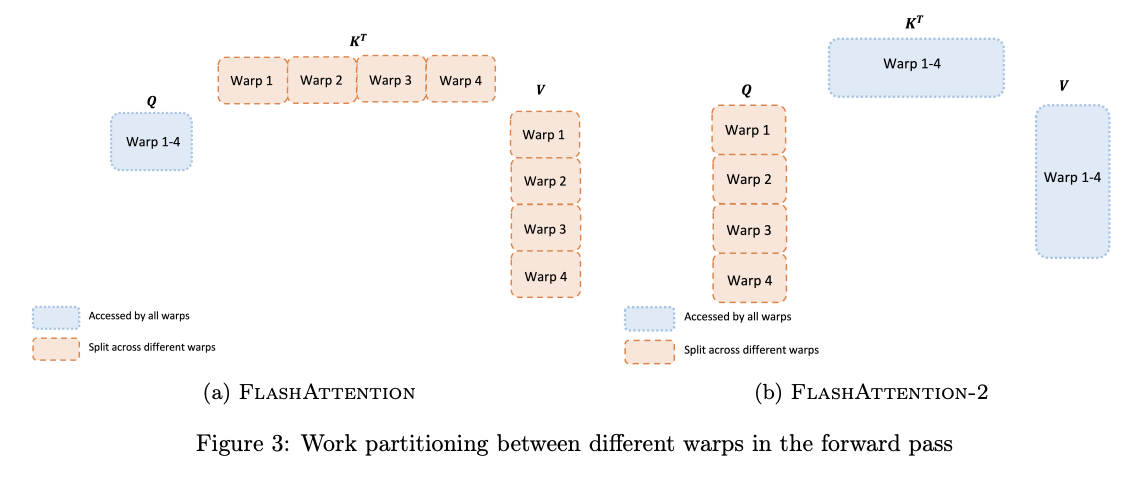 K^T
Warp 1 Warp 2 Warp 3 Warp 4
Q
Warp 1-4
V
Warp 1
Warp 2
Warp 3
Warp 4
Accessed by all warps
Split across different warps
(a) FLASHATTENTION
K^T
Warp 1-4
Q
Warp 1
Warp 2
Warp 3
Warp 4
V
Warp 1-4
Accessed by all warps
Split across different warps
(b) FLASHATTENTION-2
Figure 3: Work partitioning between different warps in the forward pass